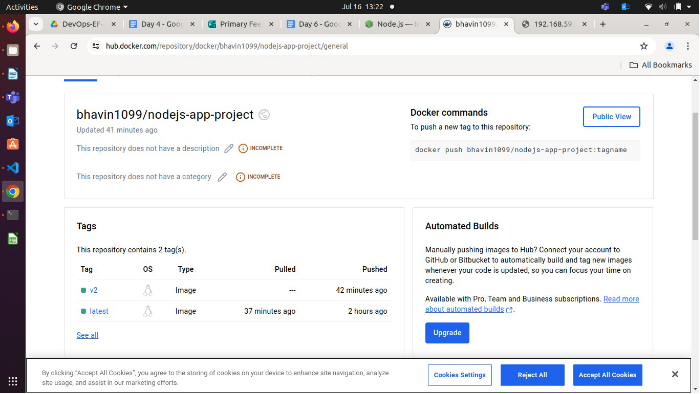 Activities
Google Chrome
Jul 16 13:22
DevOps-EF-
Day 4 - Goog
Primary Fee
Day 6 - Goog
Node.js — I
bhavin1099,
192.168.59
hub.docker.com/repository/docker/bhavin1099/nodejs-app-project/general
All Bookmarks
bhavin1099/nodejs-app-project
Updated 41 minutes ago
This repository does not have a description
INCOMPLETE
This repository does not have a category
INCOMPLETE
Docker commands
Public View
To push a new tag to this repository:
docker push bhavin1099/nodejs-app-project:tagname
Tags
This repository contains 2 tag(s).
Tag OS Type Pulled Pushed
v2 Image --- 42 minutes ago
latest Image 37 minutes ago 2 hours ago
See all
Automated Builds
Manually pushing images to Hub? Connect your account to
GitHub or Bitbucket to automatically build and tag new images
whenever your code is updated, so you can focus your time on
creating.
Available with Pro, Team and Business subscriptions. Read more
about automated builds.
Upgrade
By clicking "Accept All Cookies", you agree to the storing of cookies on your device to enhance site navigation, analyze
site usage, and assist in our marketing efforts.
Cookies Settings
Reject All
Accept All Cookies